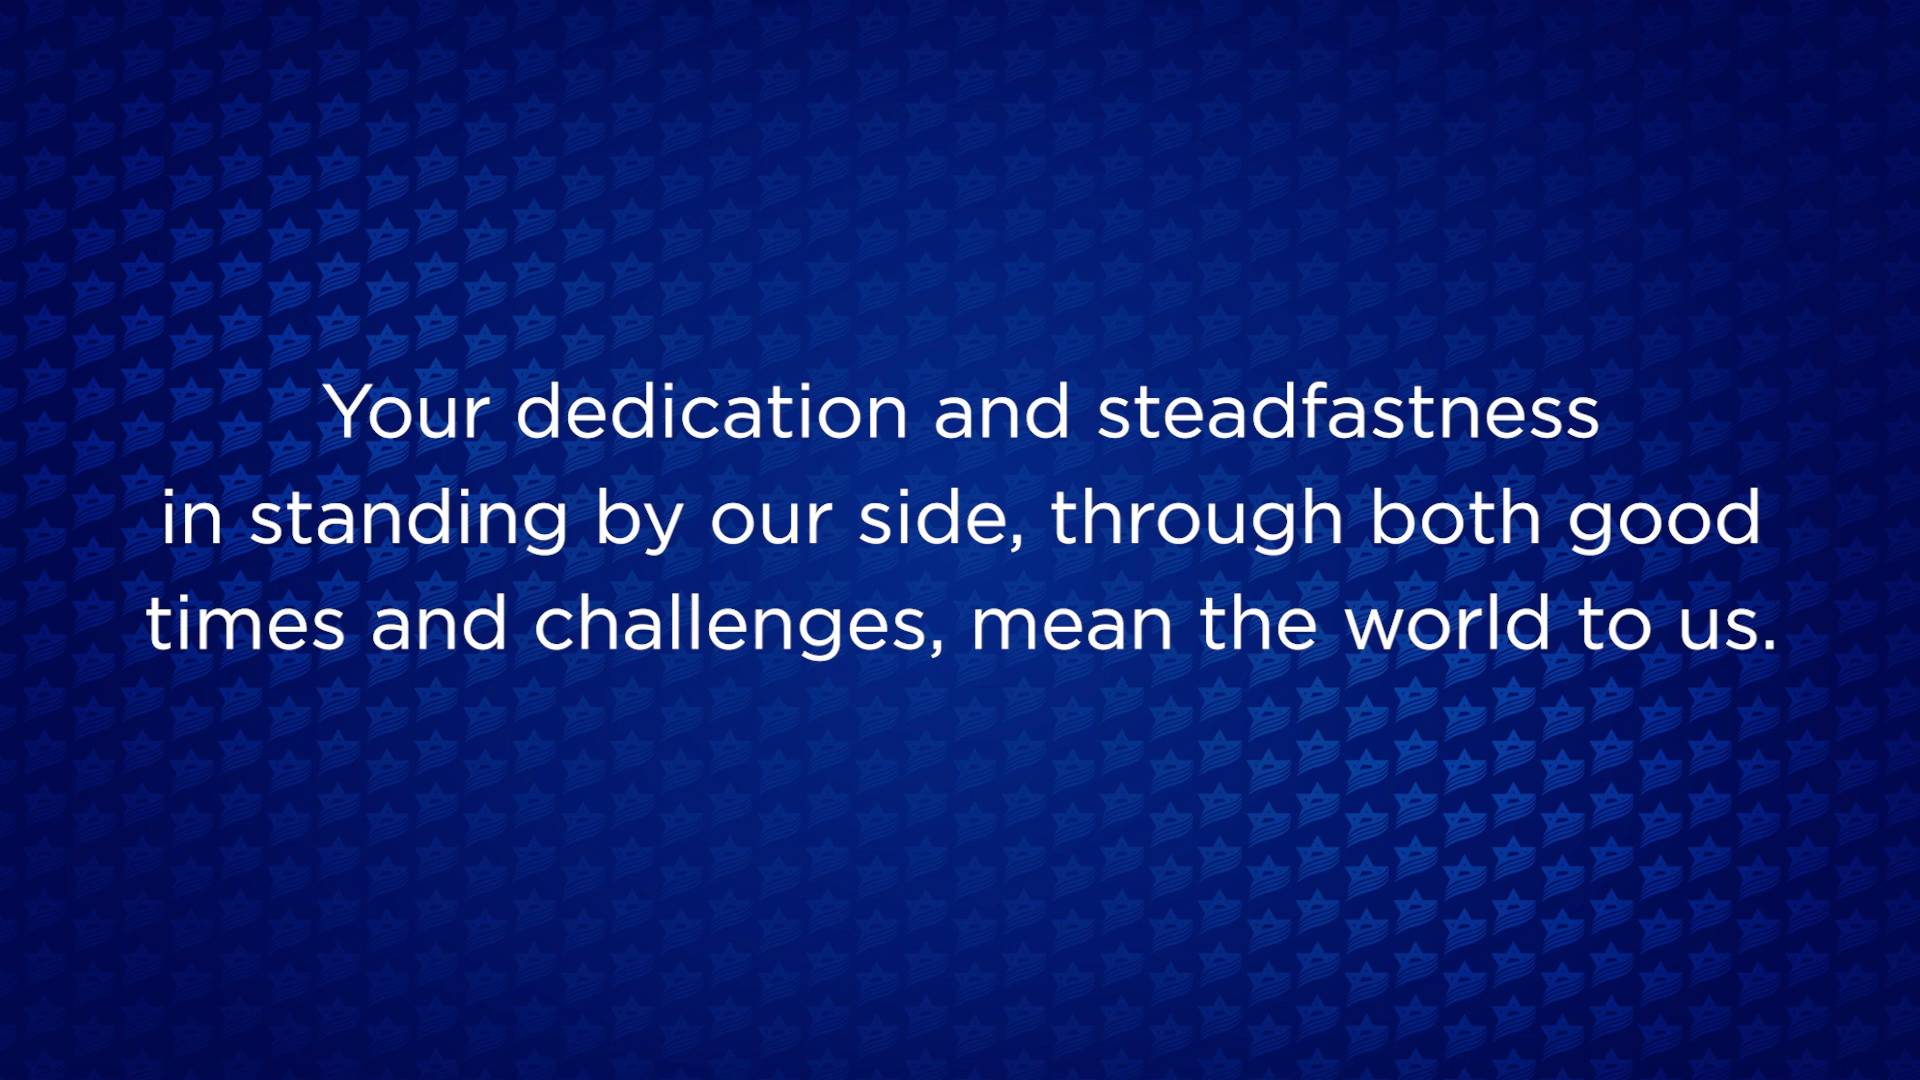 Your dedication and steadfastness
in standing by our side, through both good
times and challenges, mean the world to us.